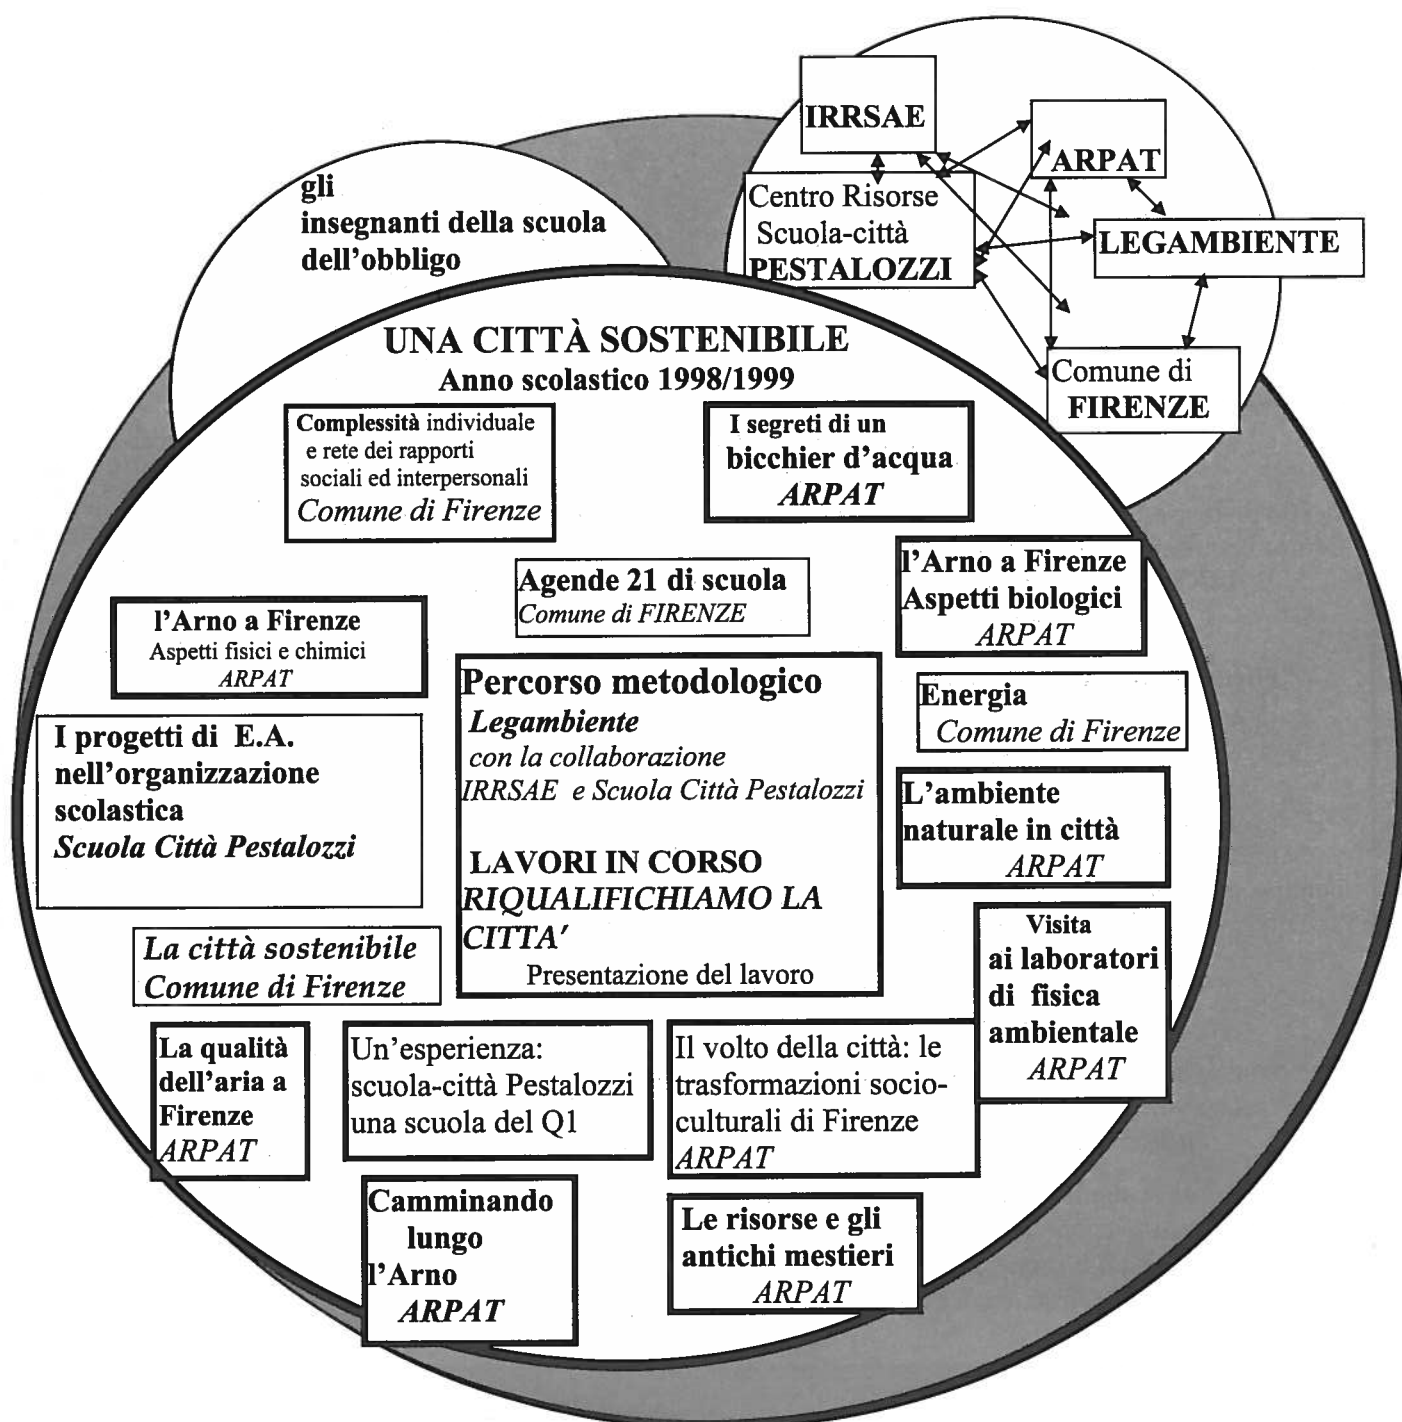 IRRSAE
ARPAT
Centro Risorse
Scuola-città
PESTALOZZI
LEGAMBIENTE
Comune di
FIRENZE
gli
insegnanti della scuola
dell'obbligo
UNA CITTÀ SOSTENIBILE
Anno scolastico 1998/1999
Complessità individuale
e rete dei rapporti
sociali ed interpersonali
Comune di Firenze
I segreti di un
bicchier d'acqua
ARPAT
Agende 21 di scuola
Comune di FIRENZE
l'Arno a Firenze
Aspetti biologici
ARPAT
l'Arno a Firenze
Aspetti fisici e chimici
ARPAT
Percorso metodologico
Legambiente
con la collaborazione
IRRSAE e Scuola Città Pestalozzi
LAVORI IN CORSO
RIQUALIFICHIAMO LA
CITTA'
Presentazione del lavoro
Energia
Comune di Firenze
I progetti di E.A.
nell'organizzazione
scolastica
Scuola Città Pestalozzi
L'ambiente
naturale in città
ARPAT
La città sostenibile
Comune di Firenze
Visita
ai laboratori
di fisica
ambientale
ARPAT
La qualità
dell'aria a
Firenze
ARPAT
Un'esperienza:
scuola-città Pestalozzi
una scuola del Q1
Il volto della città: le
trasformazioni socio-
culturali di Firenze
ARPAT
Camminando
lungo
l'Arno
ARPAT
Le risorse e gli
antichi mestieri
ARPAT